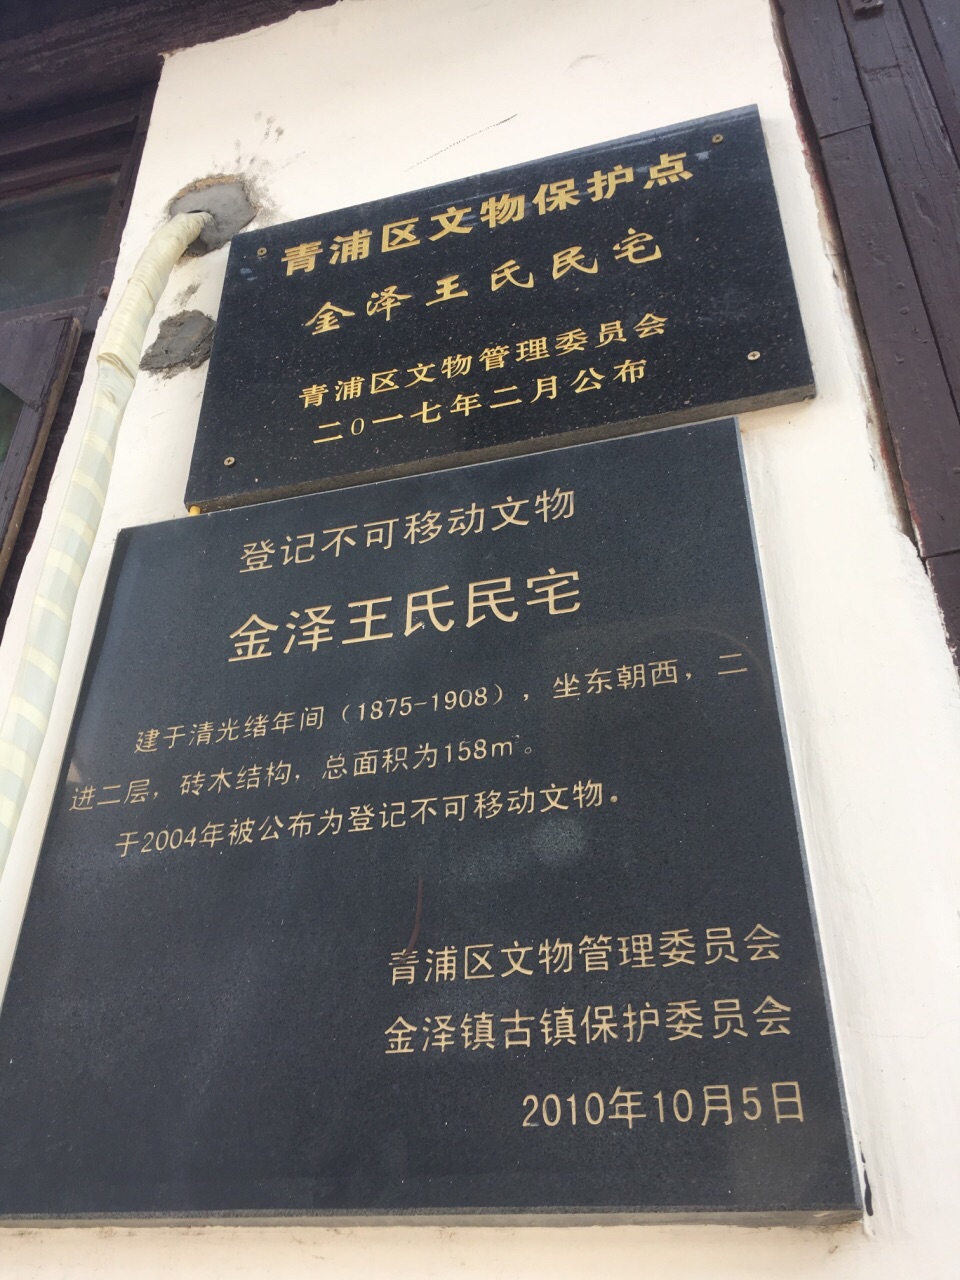 青浦区文物保护点
金泽王氏民宅
青浦区文物管理委员会
二0一七年二月公布
登记不可移动文物
金泽王氏民宅
建于清光绪年间（1875-1908），坐东朝西，二
进二层，砖木结构，总面积为158㎡。
于2004年被公布为登记不可移动文物。
青浦区文物管理委员会
金泽镇古镇保护委员会
2010年10月5日